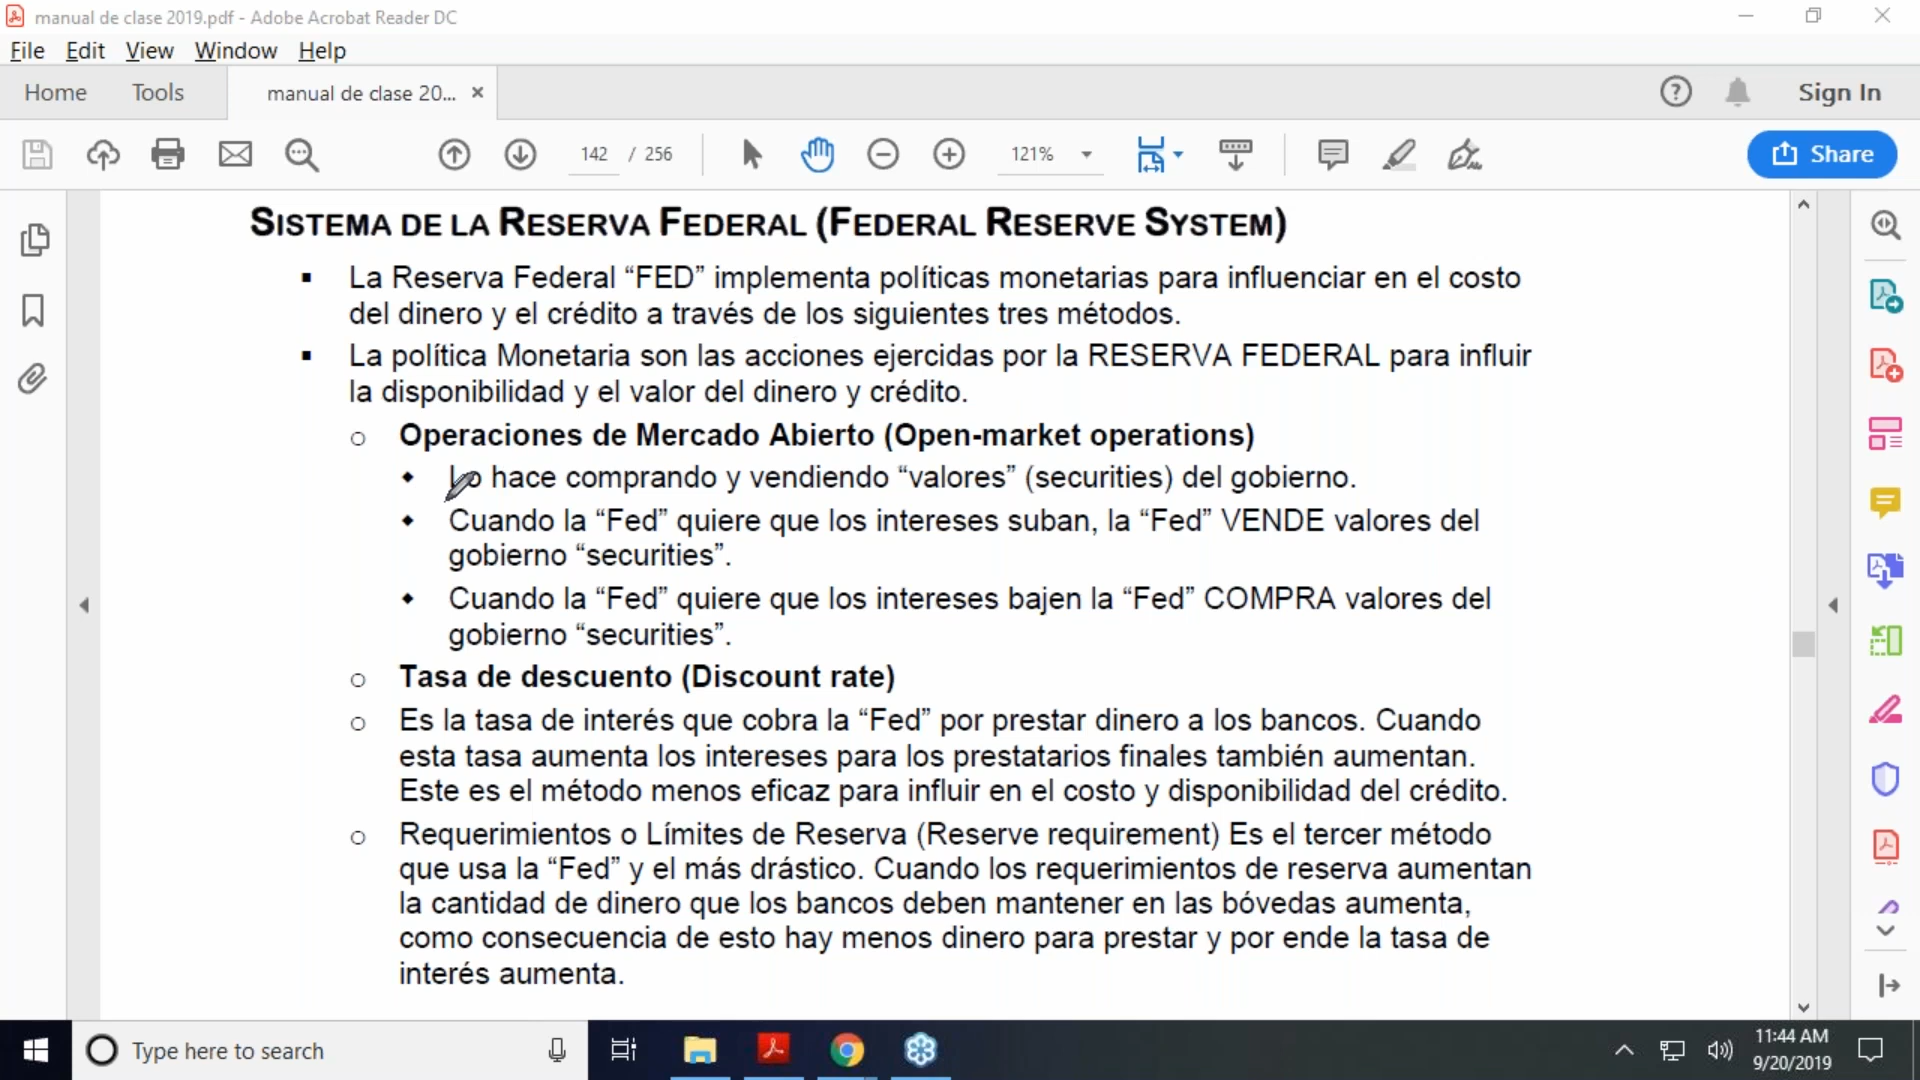 manual de clase 2019.pdf - Adobe Acrobat Reader DC
File Edit View Window Help
Home Tools manual de clase 20... × Sign In
142 / 256 121% Share
SISTEMA DE LA RESERVA FEDERAL (FEDERAL RESERVE SYSTEM)
▪ La Reserva Federal “FED” implementa políticas monetarias para influenciar en el costo
del dinero y el crédito a través de los siguientes tres métodos.
▪ La política Monetaria son las acciones ejercidas por la RESERVA FEDERAL para influir
la disponibilidad y el valor del dinero y crédito.
o Operaciones de Mercado Abierto (Open-market operations)
◆ Lo hace comprando y vendiendo “valores” (securities) del gobierno.
◆ Cuando la “Fed” quiere que los intereses suban, la “Fed” VENDE valores del
gobierno “securities”.
◆ Cuando la “Fed” quiere que los intereses bajen la “Fed” COMPRA valores del
gobierno “securities”.
o Tasa de descuento (Discount rate)
o Es la tasa de interés que cobra la “Fed” por prestar dinero a los bancos. Cuando
esta tasa aumenta los intereses para los prestatarios finales también aumentan.
Este es el método menos eficaz para influir en el costo y disponibilidad del crédito.
o Requerimientos o Límites de Reserva (Reserve requirement) Es el tercer método
que usa la “Fed” y el más drástico. Cuando los requerimientos de reserva aumentan
la cantidad de dinero que los bancos deben mantener en las bóvedas aumenta,
como consecuencia de esto hay menos dinero para prestar y por ende la tasa de
interés aumenta.
Type here to search
11:44 AM
9/20/2019